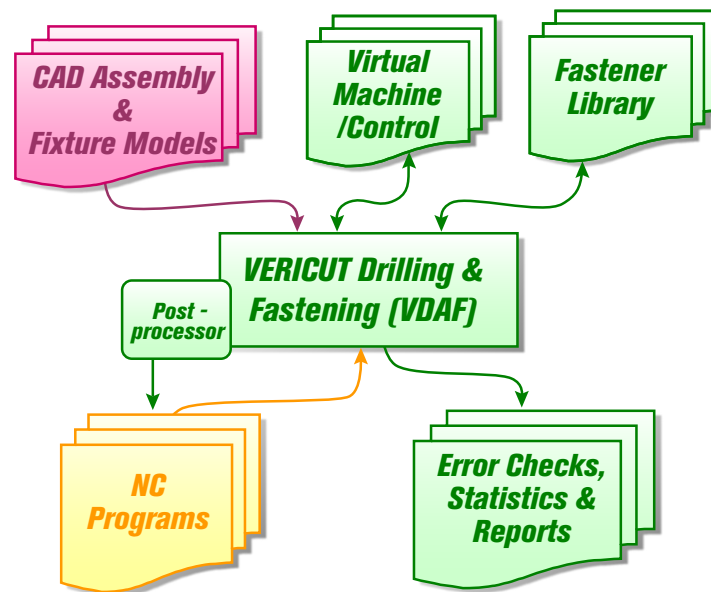 CAD Assembly
&
Fixture Models
Virtual
Machine
/Control
Fastener
Library
VERICUT Drilling &
Fastening (VDAF)
Post -
processor
NC
Programs
Error Checks,
Statistics &
Reports